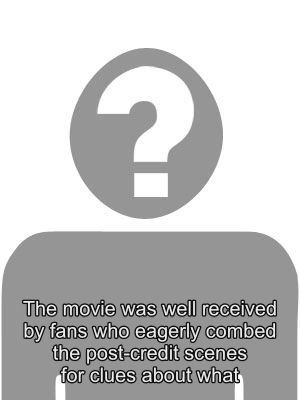 The movie was well received
by fans who eagerly combed
the post-credit scenes
for clues about what